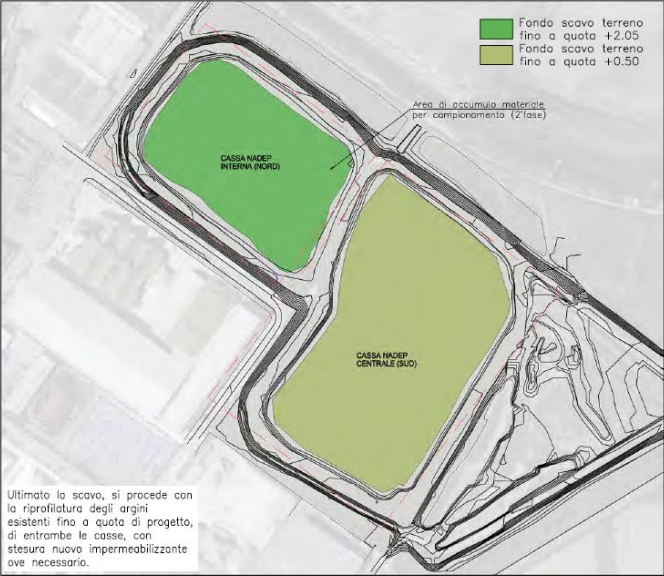 Fondo scavo terreno
fino a quota +2.05
Fondo scavo terreno
fino a quota +0.50
Area di accumulo materiale
per campionamento (2'fase)
CASSA NADEP
INTERNA (NORD)
CASSA NADEP
CENTRALE (SUD)
Ultimato lo scavo, si procede con
la riprofilatura degli argini
esistenti fino a quota di progetto,
di entrambe le casse, con
stesura nuovo impermeabilizzante
ove necessario.